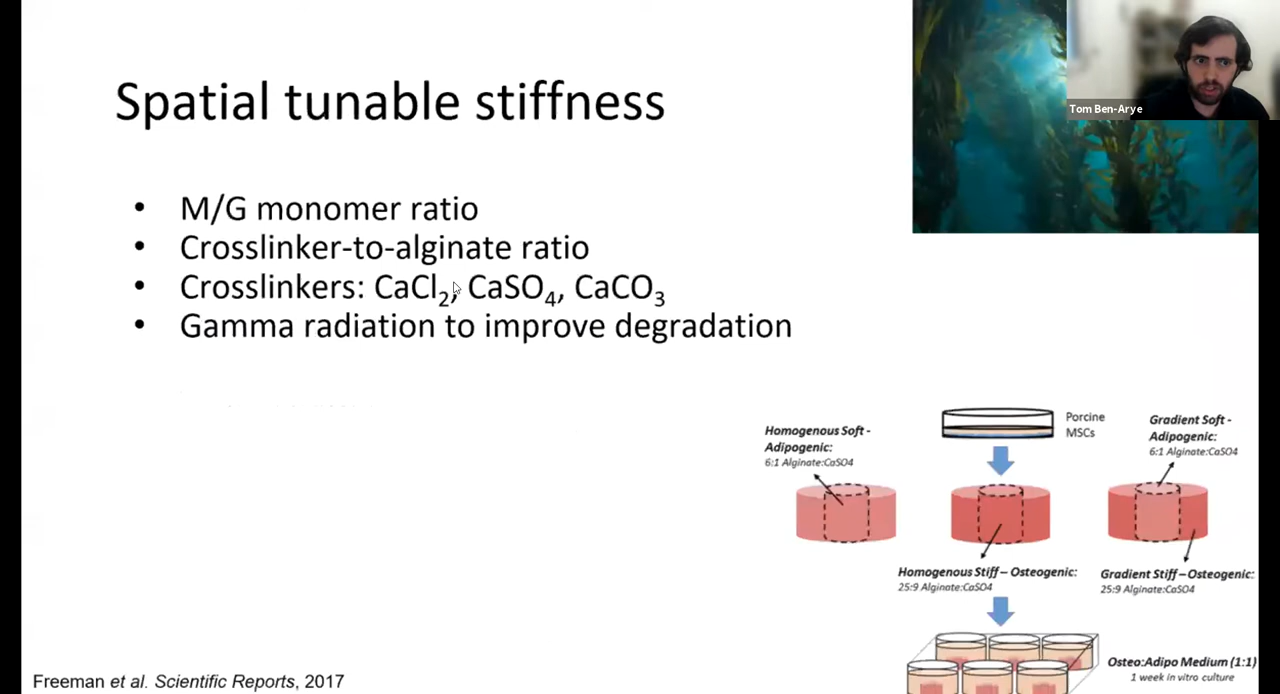 Tom Ben-Arye
Spatial tunable stiffness
• M/G monomer ratio
• Crosslinker-to-alginate ratio
• Crosslinkers: CaCl₂, CaSO₄, CaCO₃
• Gamma radiation to improve degradation
Porcine
MSCs
Homogenous Soft -
Adipogenic:
6:1 Alginate:CaSO4
Gradient Soft -
Adipogenic:
6:1 Alginate:CaSO4
Homogenous Stiff – Osteogenic:
25:9 Alginate:CaSO4
Gradient Stiff – Osteogenic:
25:9 Alginate:CaSO4
Osteo:Adipo Medium (1:1)
1 week in vitro culture
Freeman et al. Scientific Reports, 2017